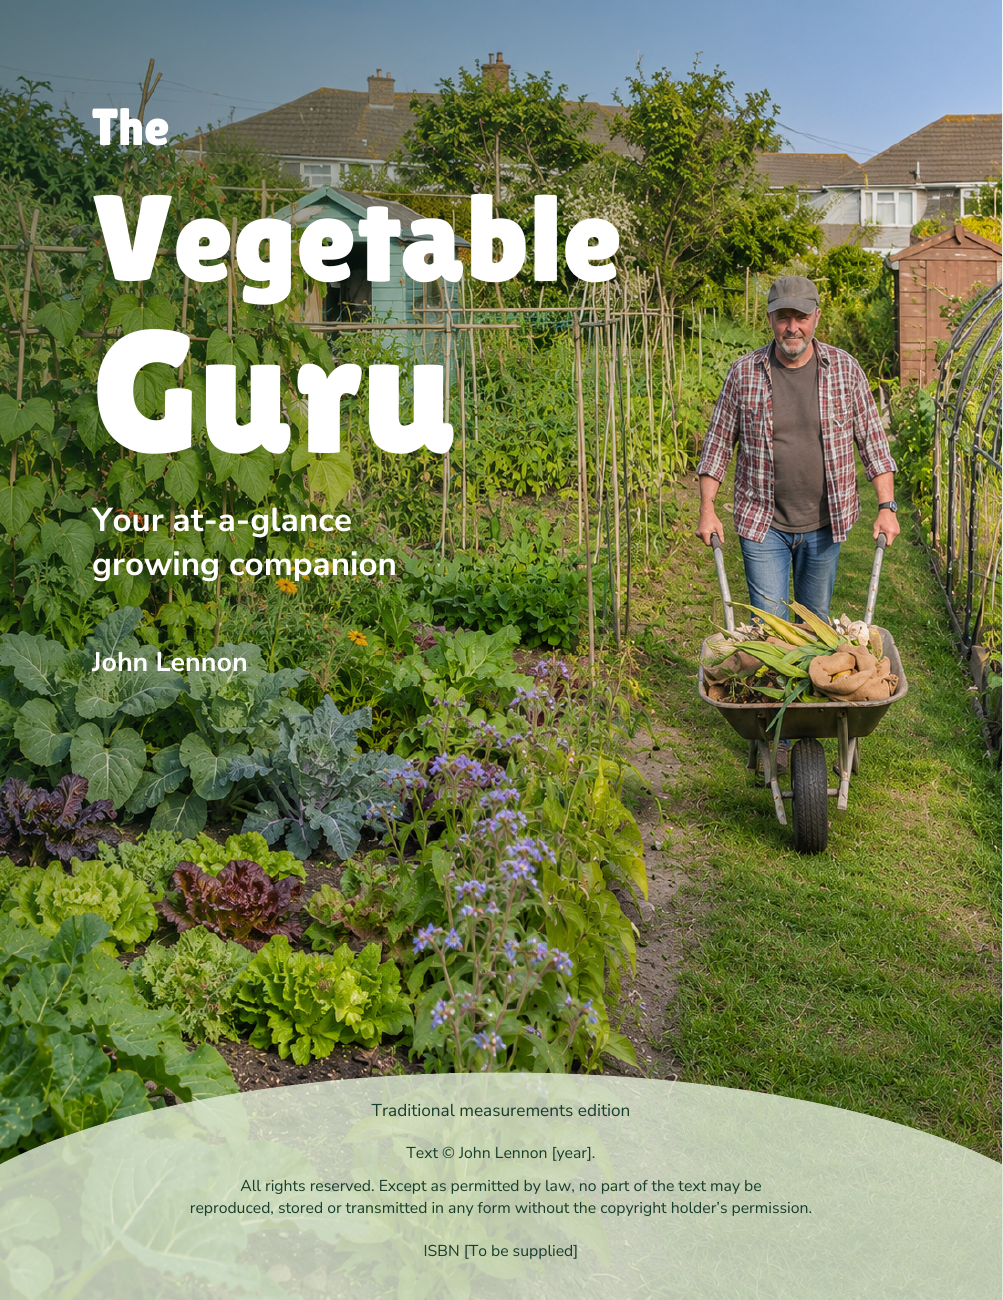 The
Vegetable
Guru
Your at-a-glance
growing companion
John Lennon
Traditional measurements edition
Text © John Lennon [year].
All rights reserved. Except as permitted by law, no part of the text may be
reproduced, stored or transmitted in any form without the copyright holder’s permission.
ISBN [To be supplied]